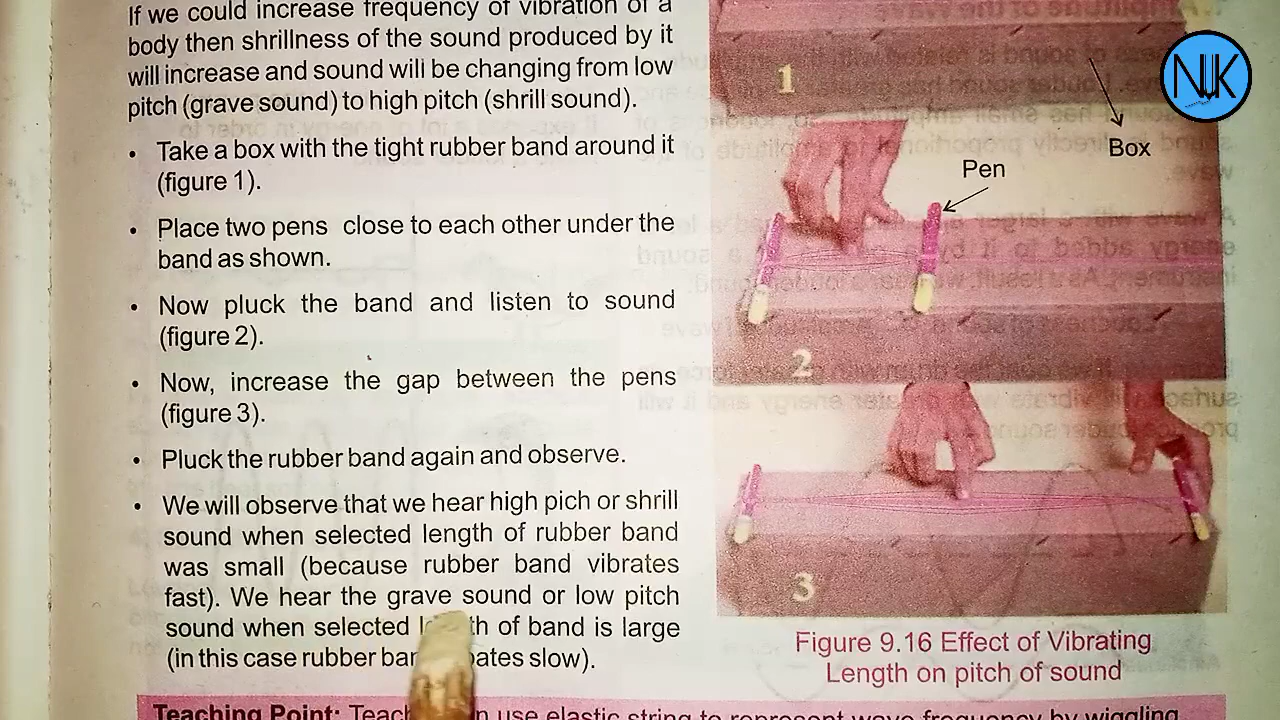 If we could increase frequency of vibration of a
body then shrillness of the sound produced by it
will increase and sound will be changing from low
pitch (grave sound) to high pitch (shrill sound).
• Take a box with the tight rubber band around it
(figure 1).
• Place two pens close to each other under the
band as shown.
• Now pluck the band and listen to sound
(figure 2).
• Now, increase the gap between the pens
(figure 3).
• Pluck the rubber band again and observe.
• We will observe that we hear high pich or shrill
sound when selected length of rubber band
was small (because rubber band vibrates
fast). We hear the grave sound or low pitch
sound when selected of band is large
(in this case rubber slow).
Teaching Point: use elastic string to represent wave frequency by wiggling
1
Box
Pen
2
3
Figure 9.16 Effect of Vibrating
Length on pitch of sound
NJK